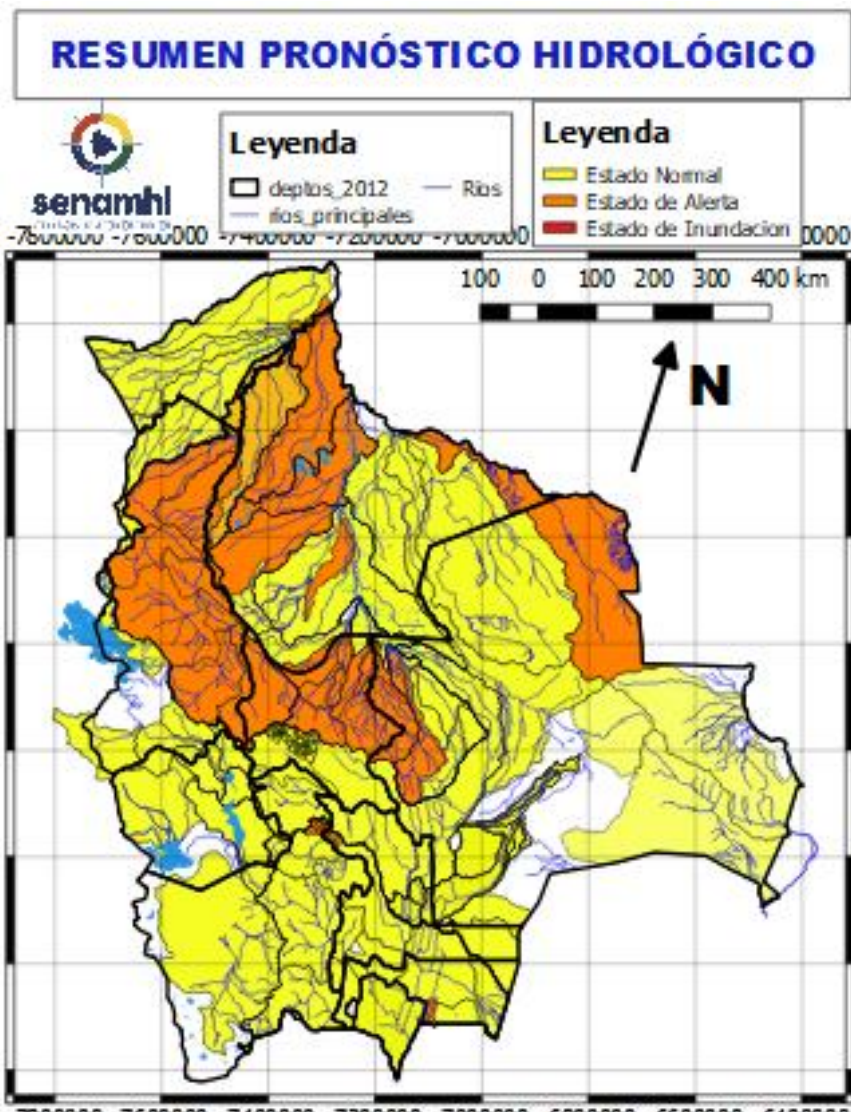 RESUMEN PRONÓSTICO HIDROLÓGICO
senamhi
Leyenda
deptos_2012
Rios
rios_principales
Leyenda
Estado Normal
Estado de Alerta
Estado de Inundacion
-7600000 -7400000 -7200000 -7000000
100 0 100 200 300 400 km
N